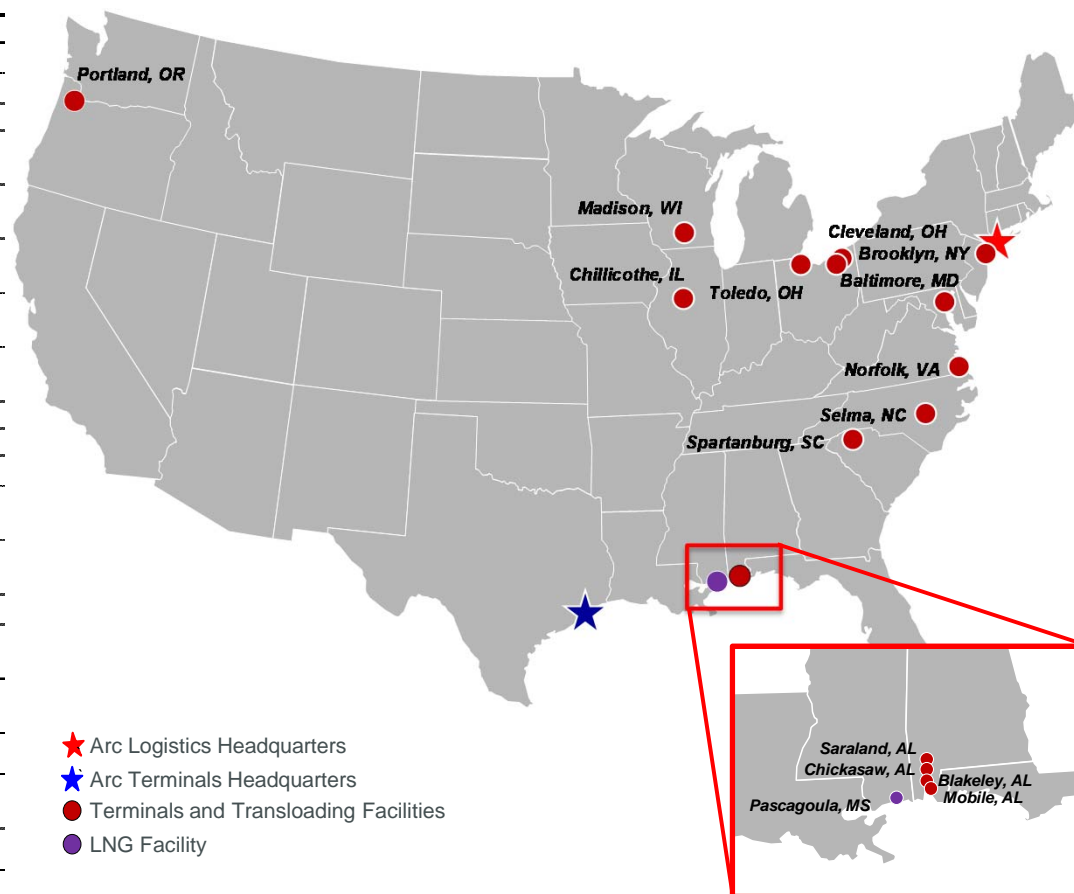 Portland, OR
Madison, WI
Cleveland, OH
Brooklyn, NY
Chillicothe, IL
Toledo, OH
Baltimore, MD
Norfolk, VA
Selma, NC
Spartanburg, SC
Saraland, AL
Chickasaw, AL
Blakeley, AL
Mobile, AL
Pascagoula, MS
Arc Logistics Headquarters
Arc Terminals Headquarters
Terminals and Transloading Facilities
LNG Facility